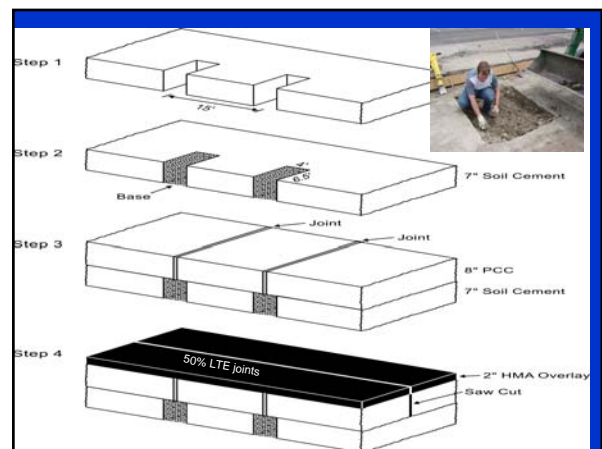 Step 1
15'
Step 2
4'
6.5'
7" Soil Cement
Base
Joint
Joint
Step 3
8" PCC
7" Soil Cement
Step 4
50% LTE joints
2" HMA Overlay
Saw Cut